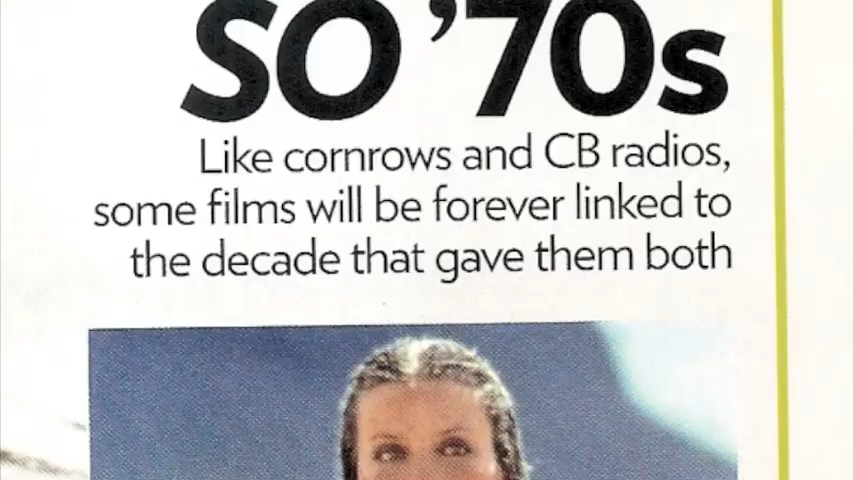 SO ’70s
Like cornrows and CB radios,
some films will be forever linked to
the decade that gave them both